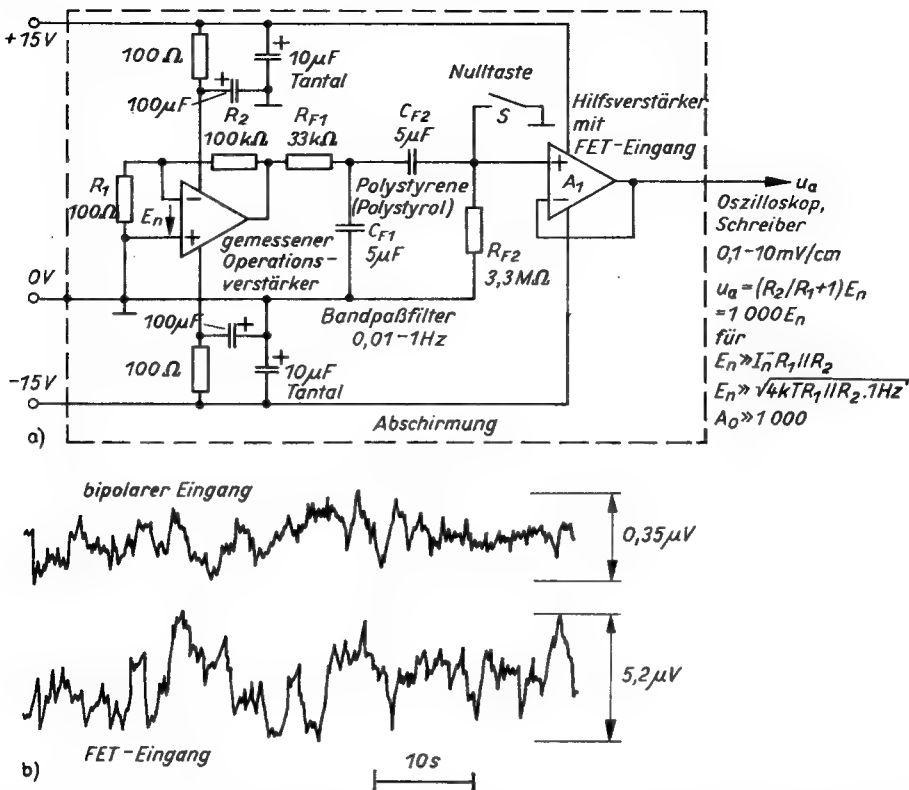 +15V
100Ω
10μF
Tantal
100μF
R2
100kΩ
RF1
33kΩ
CF2
5μF
Nulltaste
S
Hilfsverstärker
mit
FET-Eingang
R1
100Ω
En
−
+
gemessener
Operations-
verstärker
Polystyrene
(Polystyrol)
CF1
5μF
RF2
3,3MΩ
+
A1
−
ua
Oszilloskop,
Schreiber
0,1-10mV/cm
ua=(R2/R1+1)En
=1000En
für
En≫In⁻R1//R2
En≫√4kTR1//R2.1Hz
Ao≫1000
0V
100μF
Bandpaßfilter
0,01-1Hz
100Ω
10μF
Tantal
−15V
Abschirmung
a)
bipolarer Eingang
0,35μV
5,2μV
FET-Eingang
10s
b)